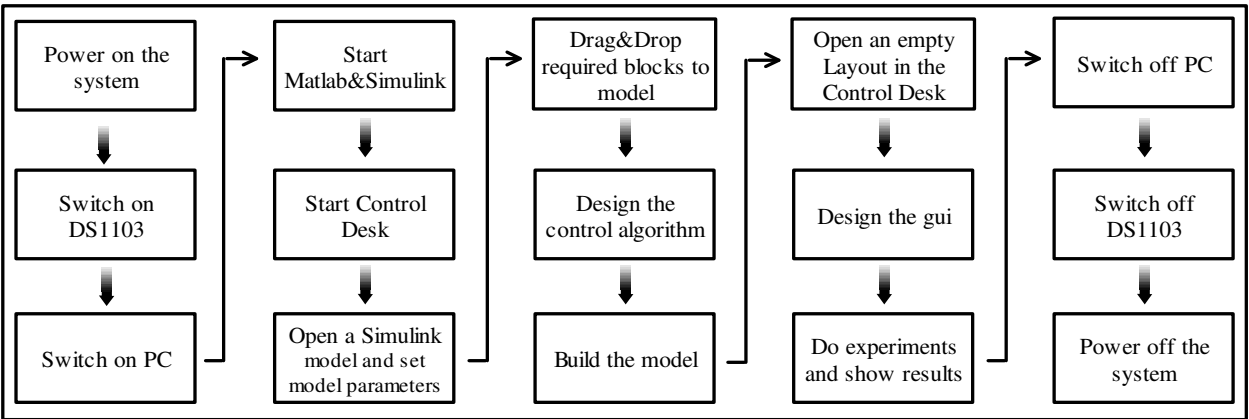 Power on the
system
Switch on
DS1103
Switch on PC
Start
Matlab&Simulink
Start Control
Desk
Open a Simulink
model and set
model parameters
Drag&Drop
required blocks to
model
Design the
control algorithm
Build the model
Open an empty
Layout in the
Control Desk
Design the gui
Do experiments
and show results
Switch off PC
Switch off
DS1103
Power off the
system